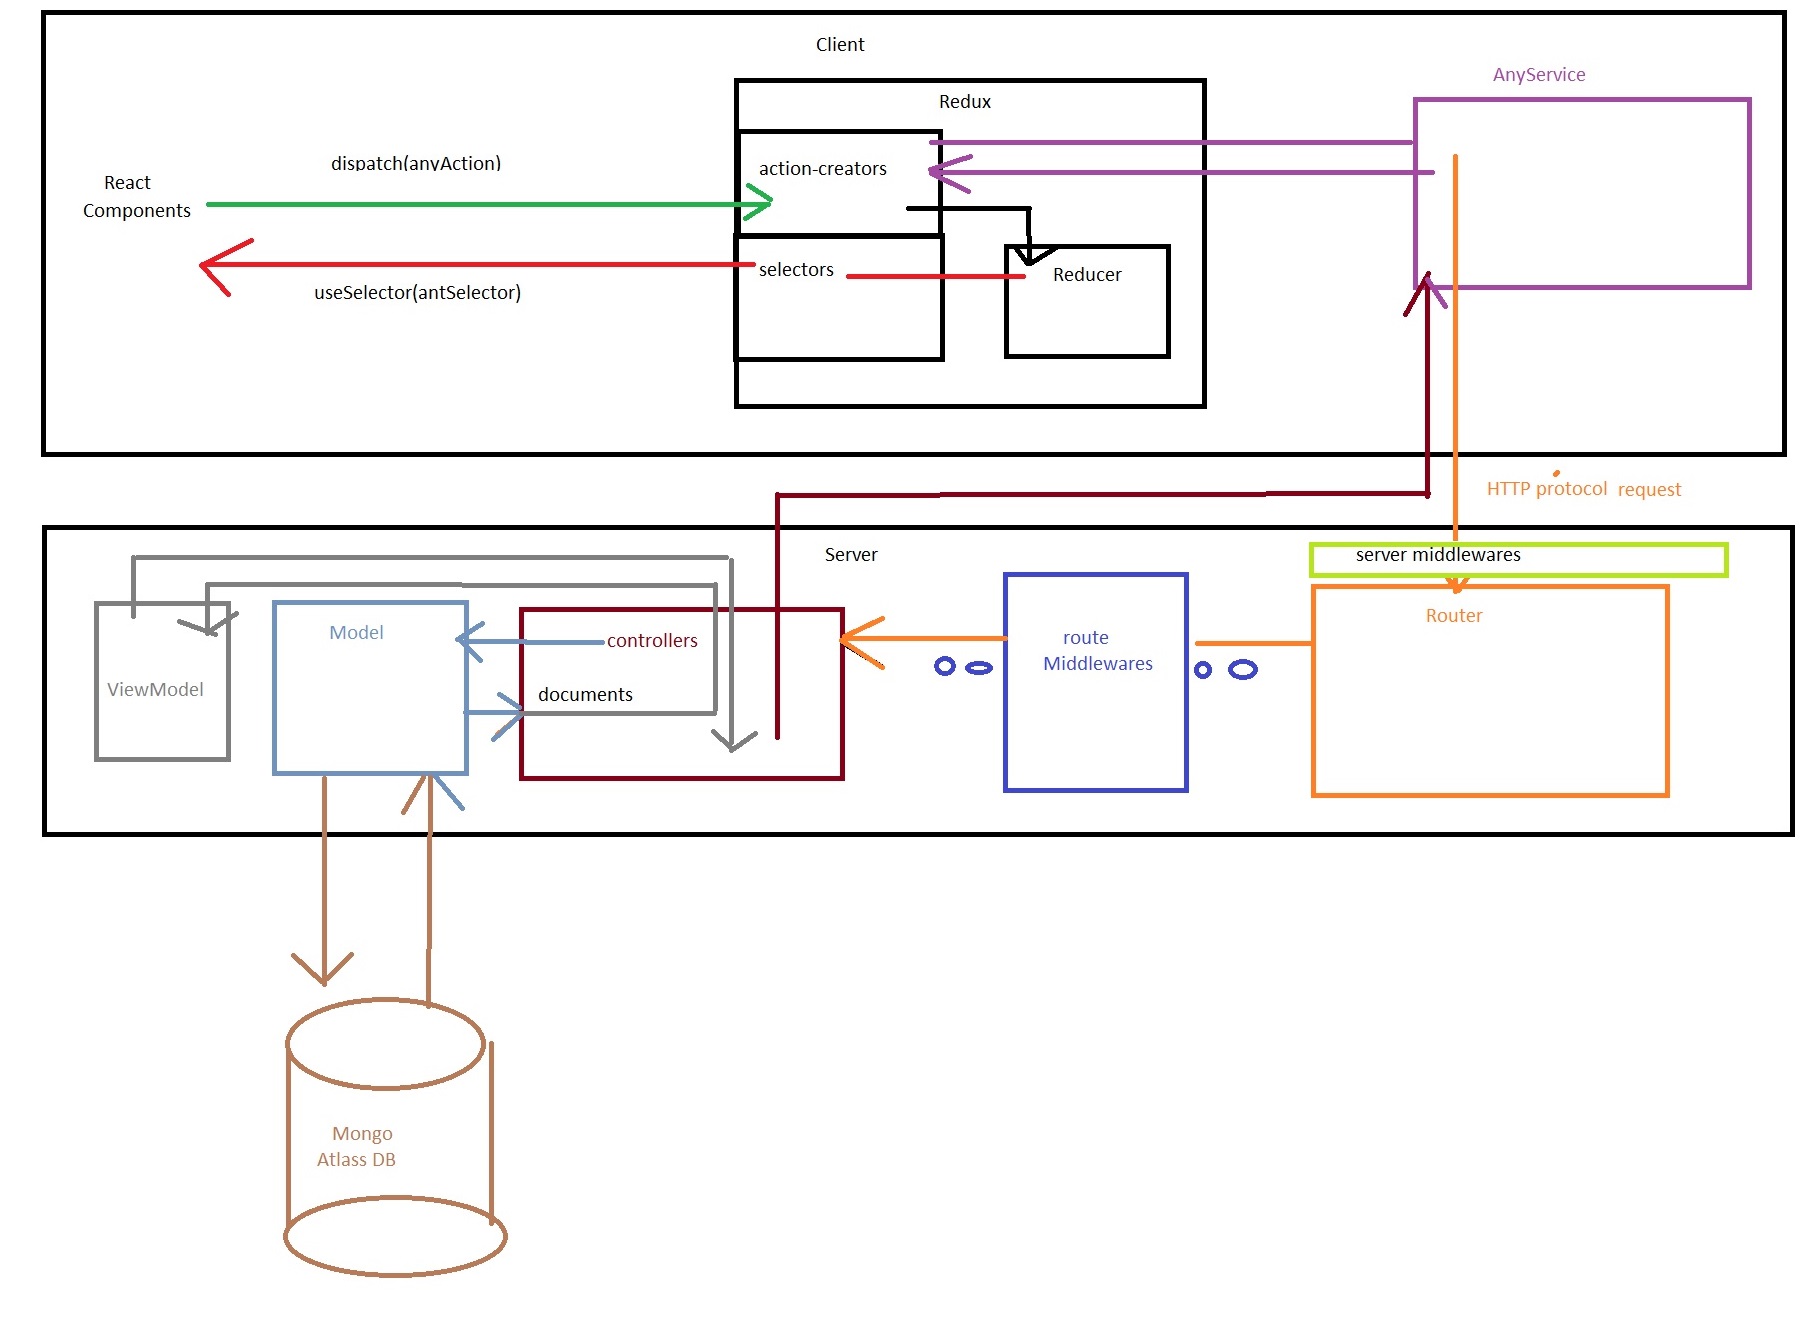 Client
AnyService
Redux
dispatch(anyAction)
action-creators
React
Components
selectors
Reducer
useSelector(antSelector)
HTTP protocol request
Server
server middlewares
Router
Model
controllers
route
Middlewares
ViewModel
documents
Mongo
Atlass DB